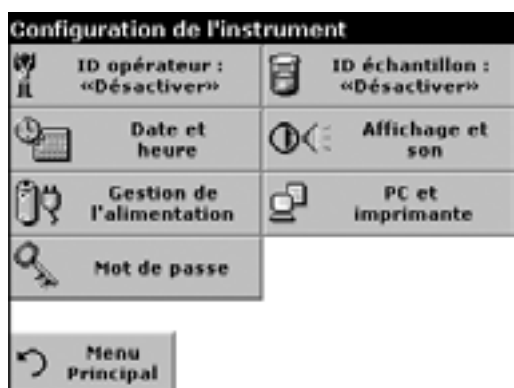 Configuration de l'instrument
ID opérateur :
«Désactiver»
ID échantillon :
«Désactiver»
Date et
heure
Affichage et
son
Gestion de
l'alimentation
PC et
imprimante
Mot de passe
Menu
Principal